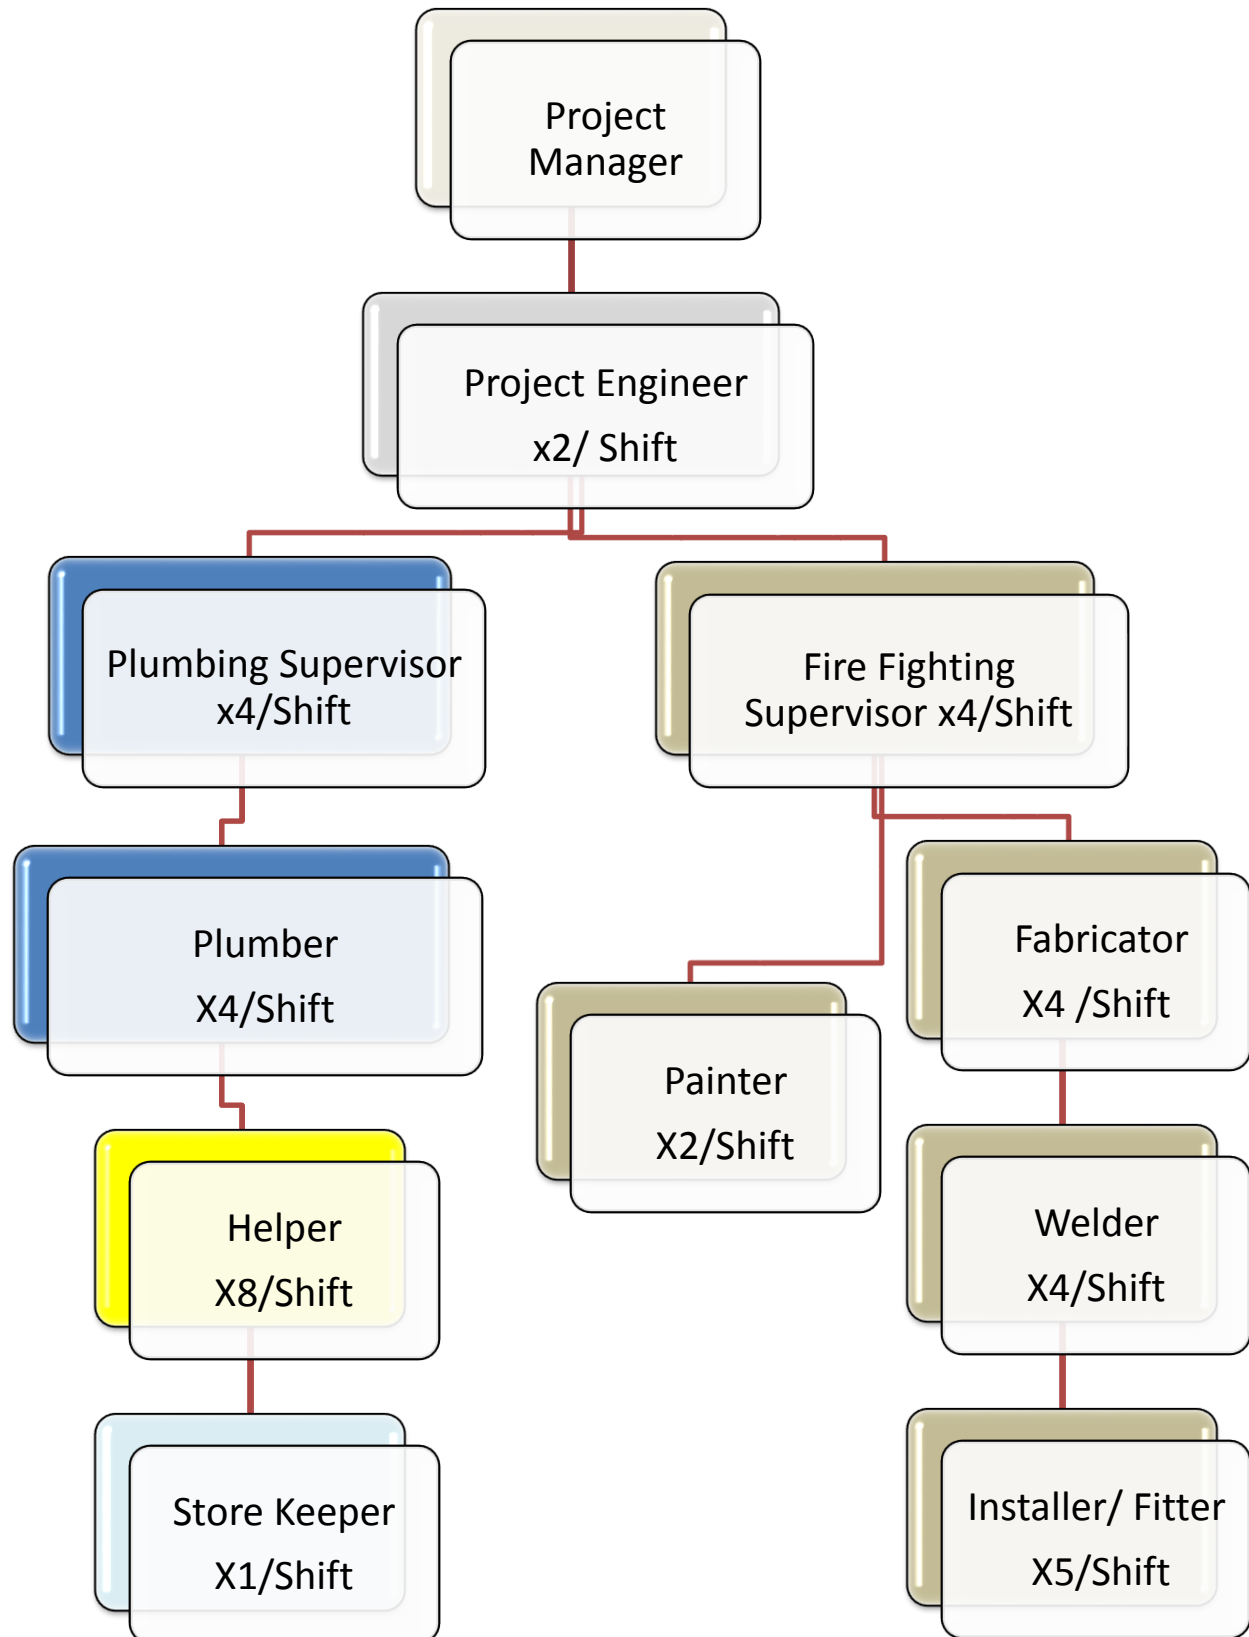 Project
Manager
Project Engineer
x2/ Shift
Plumbing Supervisor
x4/Shift
Fire Fighting
Supervisor x4/Shift
Plumber
X4/Shift
Fabricator
X4 /Shift
Painter
X2/Shift
Helper
X8/Shift
Welder
X4/Shift
Store Keeper
X1/Shift
Installer/ Fitter
X5/Shift